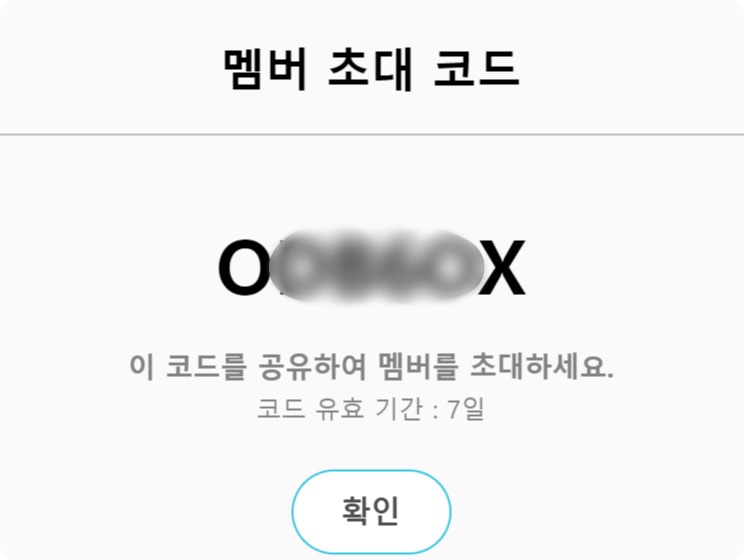 멤버 초대 코드
O X
이 코드를 공유하여 멤버를 초대하세요.
코드 유효 기간 : 7일
확인